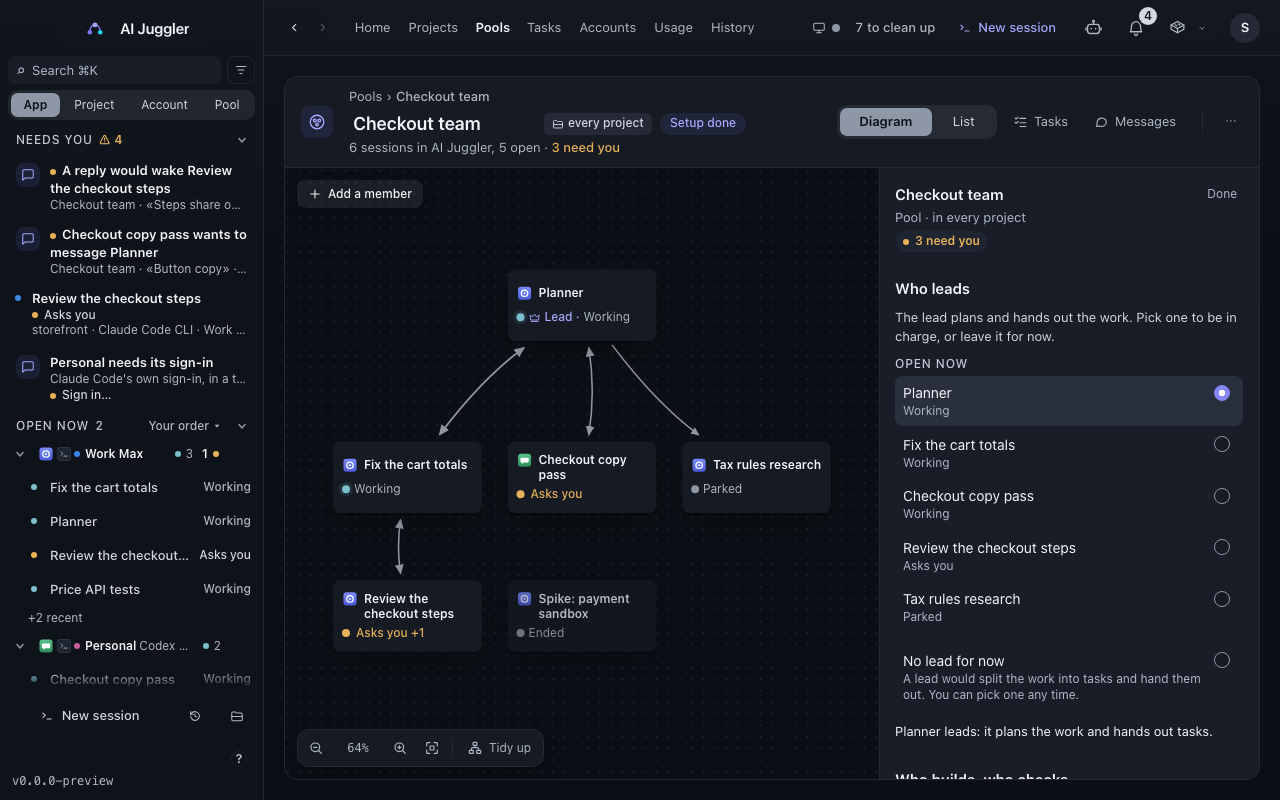 AI Juggler
Search ⌘K
App Project Account Pool
NEEDS YOU 4
A reply would wake Review
the checkout steps
Checkout team · «Steps share o…
Checkout copy pass wants to
message Planner
Checkout team · «Button copy» ·…
Review the checkout steps
Asks you
storefront · Claude Code CLI · Work …
Personal needs its sign-in
Claude Code's own sign-in, in a t…
Sign in…
OPEN NOW 2 Your order
Work Max 3 1
Fix the cart totals Working
Planner Working
Review the checkout… Asks you
Price API tests Working
+2 recent
Personal Codex … 2
Checkout copy pass Working
New session
?
v0.0.0-preview
Home Projects Pools Tasks Accounts Usage History
7 to clean up New session 4 S
Pools › Checkout team
Checkout team every project Setup done
6 sessions in AI Juggler, 5 open · 3 need you
Diagram List Tasks Messages ···
Add a member
Planner
Lead · Working
Fix the cart totals
Working
Checkout copy
pass
Asks you
Tax rules research
Parked
Review the
checkout steps
Asks you +1
Spike: payment
sandbox
Ended
64% Tidy up
Checkout team Done
Pool · in every project
3 need you
Who leads
The lead plans and hands out the work. Pick one to be in
charge, or leave it for now.
OPEN NOW
Planner
Working
Fix the cart totals
Working
Checkout copy pass
Working
Review the checkout steps
Asks you
Tax rules research
Parked
No lead for now
A lead would split the work into tasks and hand them
out. You can pick one any time.
Planner leads: it plans the work and hands out tasks.
Who builds, who checks